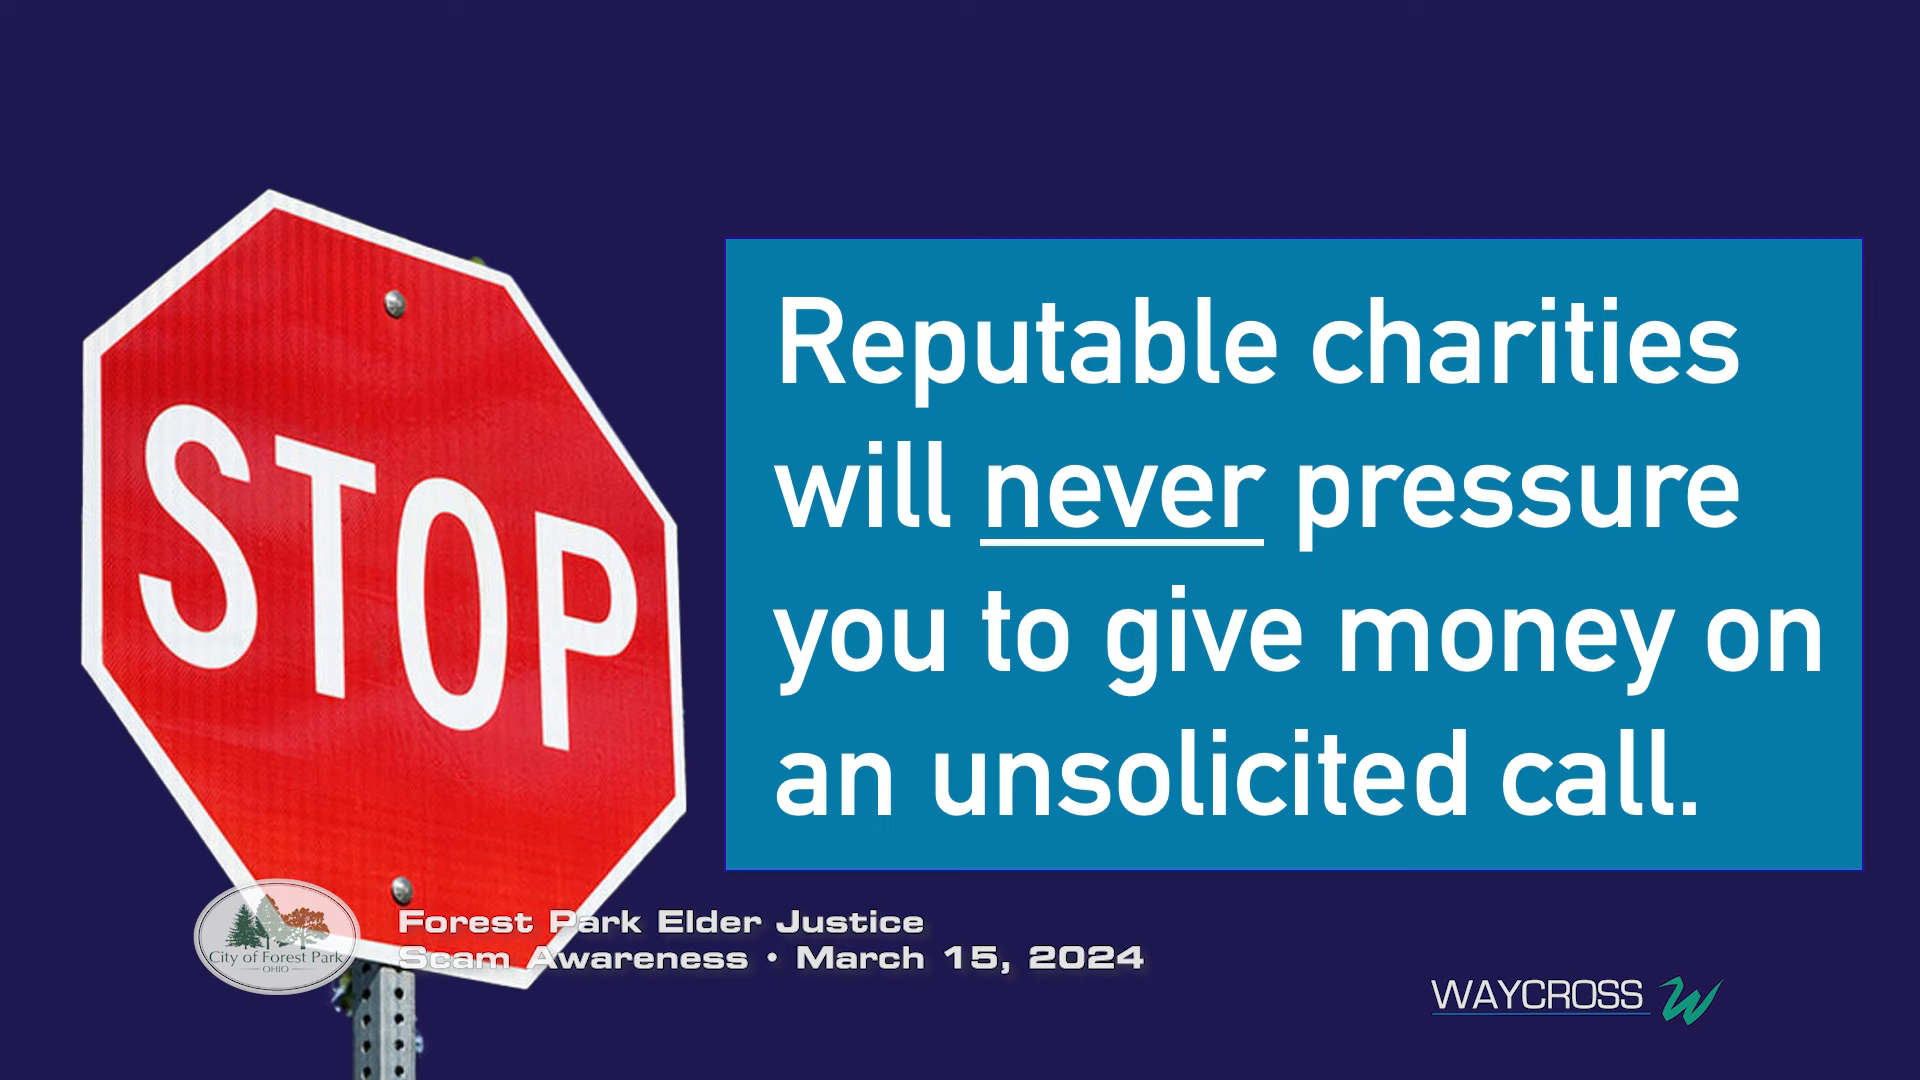 STOP
Reputable charities
will never pressure
you to give money on
an unsolicited call.
City of Forest Park
OHIO
Forest Park Elder Justice
Scam Awareness • March 15, 2024
WAYCROSS W